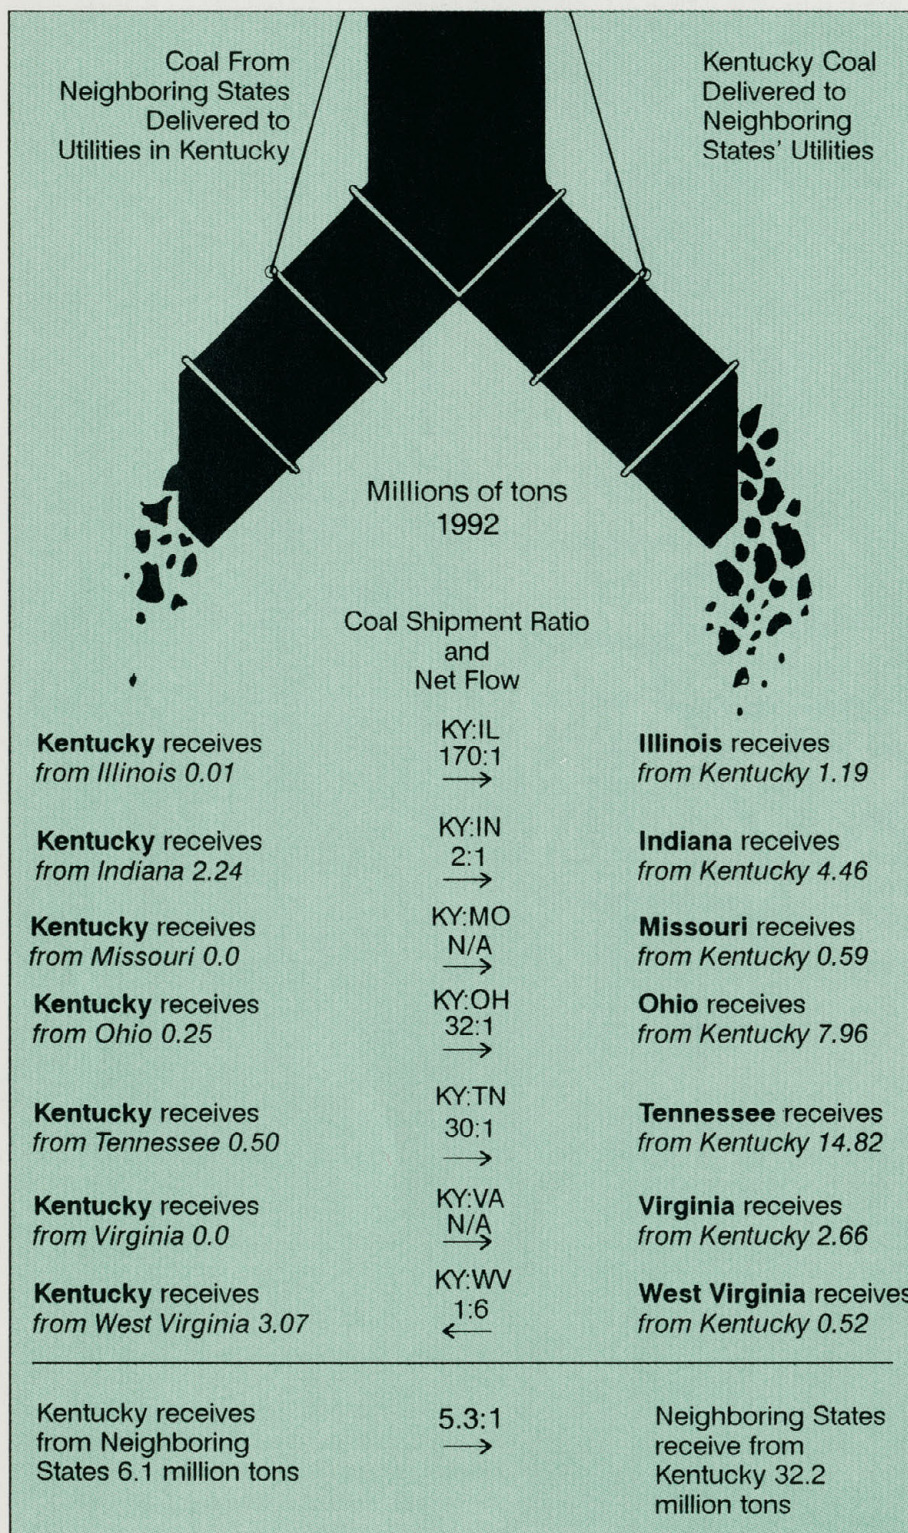 Coal From
Neighboring States
Delivered to
Utilities in Kentucky
Kentucky Coal
Delivered to
Neighboring
States' Utilities
Millions of tons
1992
Coal Shipment Ratio
and
Net Flow
Kentucky receives
from Illinois 0.01
KY:IL
170:1
Illinois receives
from Kentucky 1.19
Kentucky receives
from Indiana 2.24
KY:IN
2:1
Indiana receives
from Kentucky 4.46
Kentucky receives
from Missouri 0.0
KY:MO
N/A
Missouri receives
from Kentucky 0.59
Kentucky receives
from Ohio 0.25
KY:OH
32:1
Ohio receives
from Kentucky 7.96
Kentucky receives
from Tennessee 0.50
KY:TN
30:1
Tennessee receives
from Kentucky 14.82
Kentucky receives
from Virginia 0.0
KY:VA
N/A
Virginia receives
from Kentucky 2.66
Kentucky receives
from West Virginia 3.07
KY:WV
1:6
West Virginia receives
from Kentucky 0.52
Kentucky receives
from Neighboring
States 6.1 million tons
5.3:1
Neighboring States
receive from
Kentucky 32.2
million tons